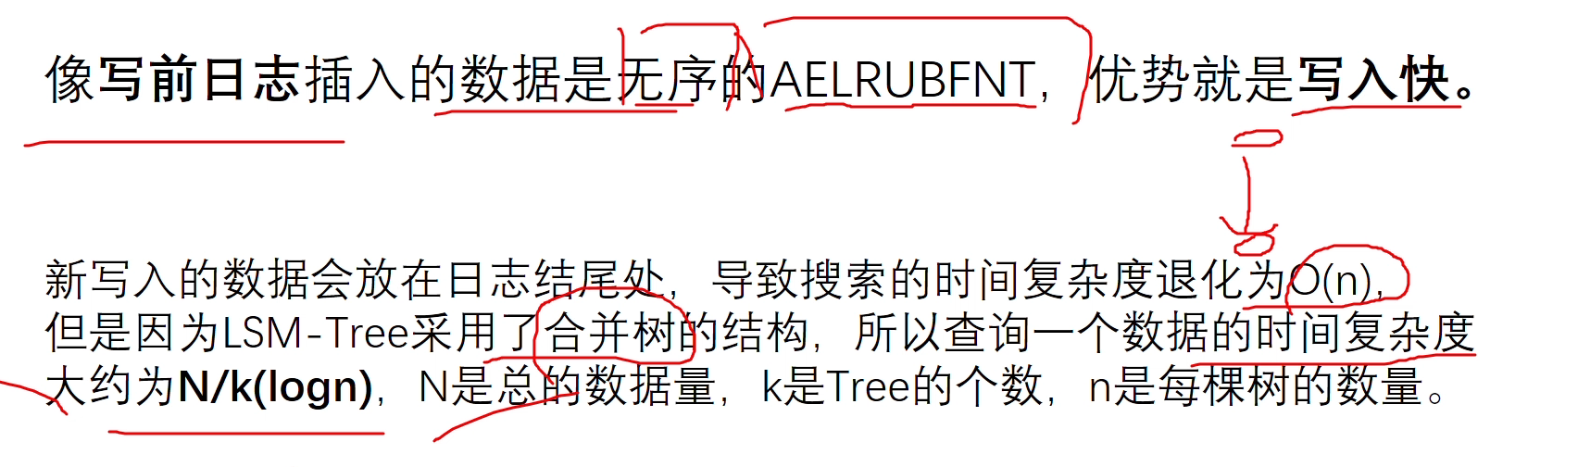 像写前日志插入的数据是无序的AELRUBFNT，优势就是写入快。
新写入的数据会放在日志结尾处，导致搜索的时间复杂度退化为O(n),
但是因为LSM-Tree采用了合并树的结构，所以查询一个数据的时间复杂度
大约为N/k(logn)，N是总的数据量，k是Tree的个数，n是每棵树的数量。